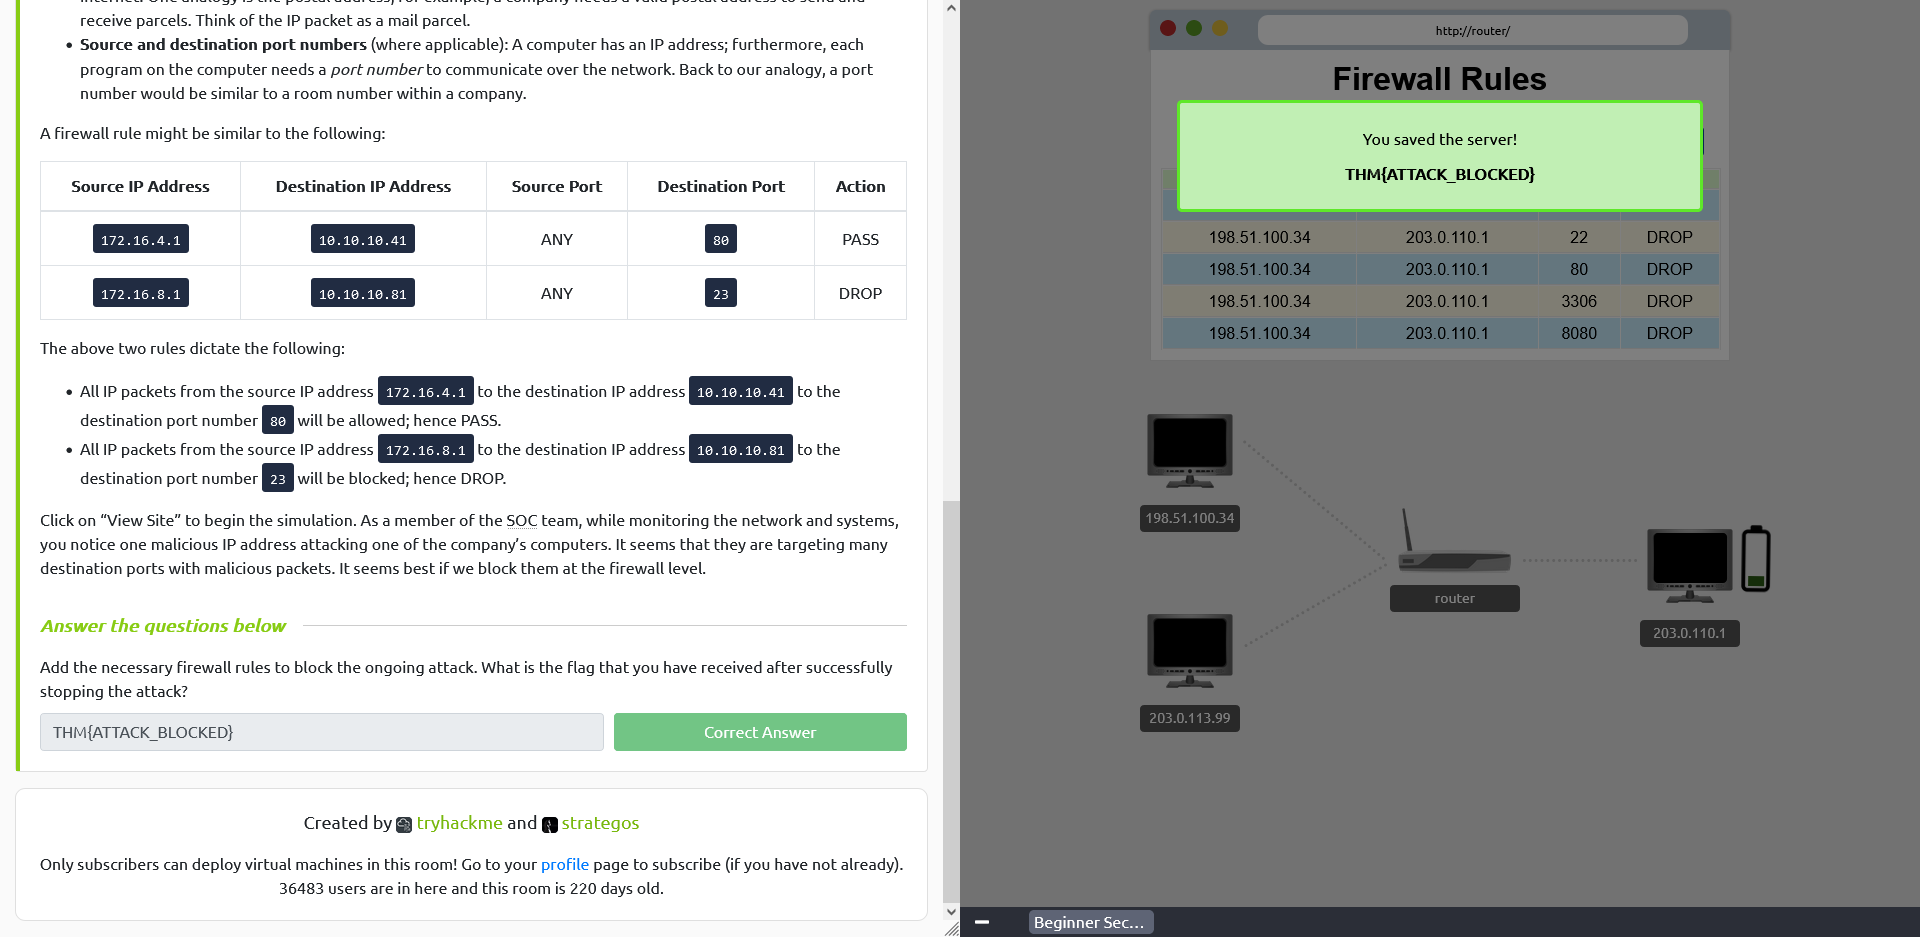 receive parcels. Think of the IP packet as a mail parcel.
• Source and destination port numbers (where applicable): A computer has an IP address; furthermore, each
program on the computer needs a port number to communicate over the network. Back to our analogy, a port
number would be similar to a room number within a company.
A firewall rule might be similar to the following:
Source IP Address Destination IP Address Source Port Destination Port Action
172.16.4.1 10.10.10.41 ANY 80 PASS
172.16.8.1 10.10.10.81 ANY 23 DROP
The above two rules dictate the following:
• All IP packets from the source IP address 172.16.4.1 to the destination IP address 10.10.10.41 to the
destination port number 80 will be allowed; hence PASS.
• All IP packets from the source IP address 172.16.8.1 to the destination IP address 10.10.10.81 to the
destination port number 23 will be blocked; hence DROP.
Click on “View Site” to begin the simulation. As a member of the SOC team, while monitoring the network and systems,
you notice one malicious IP address attacking one of the company’s computers. It seems that they are targeting many
destination ports with malicious packets. It seems best if we block them at the firewall level.
Answer the questions below
Add the necessary firewall rules to block the ongoing attack. What is the flag that you have received after successfully
stopping the attack?
THM{ATTACK_BLOCKED}
Correct Answer
Created by tryhackme and strategos
Only subscribers can deploy virtual machines in this room! Go to your profile page to subscribe (if you have not already).
36483 users are in here and this room is 220 days old.
http://router/
Firewall Rules
You saved the server!
THM{ATTACK_BLOCKED}
198.51.100.34 203.0.110.1 22 DROP
198.51.100.34 203.0.110.1 80 DROP
198.51.100.34 203.0.110.1 3306 DROP
198.51.100.34 203.0.110.1 8080 DROP
198.51.100.34
router
203.0.110.1
203.0.113.99
Beginner Sec...